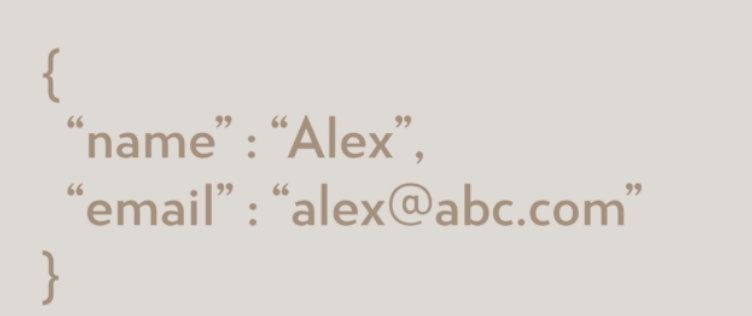 {
“name” : “Alex”,
“email” : “alex@abc.com”
}